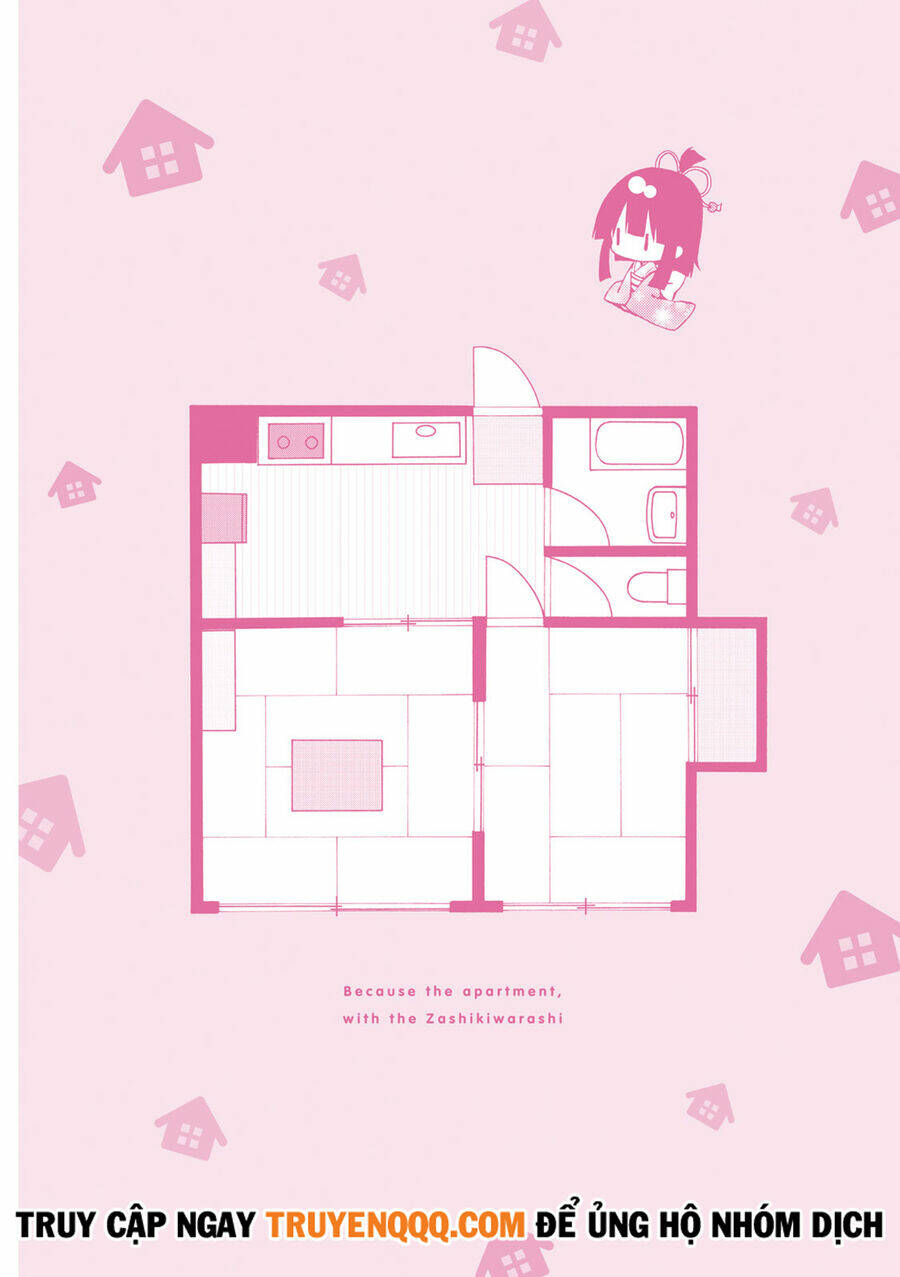 Because the apartment,
with the Zashikiwarashi
TRUY CẬP NGAY TRUYENQQQ.COM ĐỂ ỦNG HỘ NHÓM DỊCH